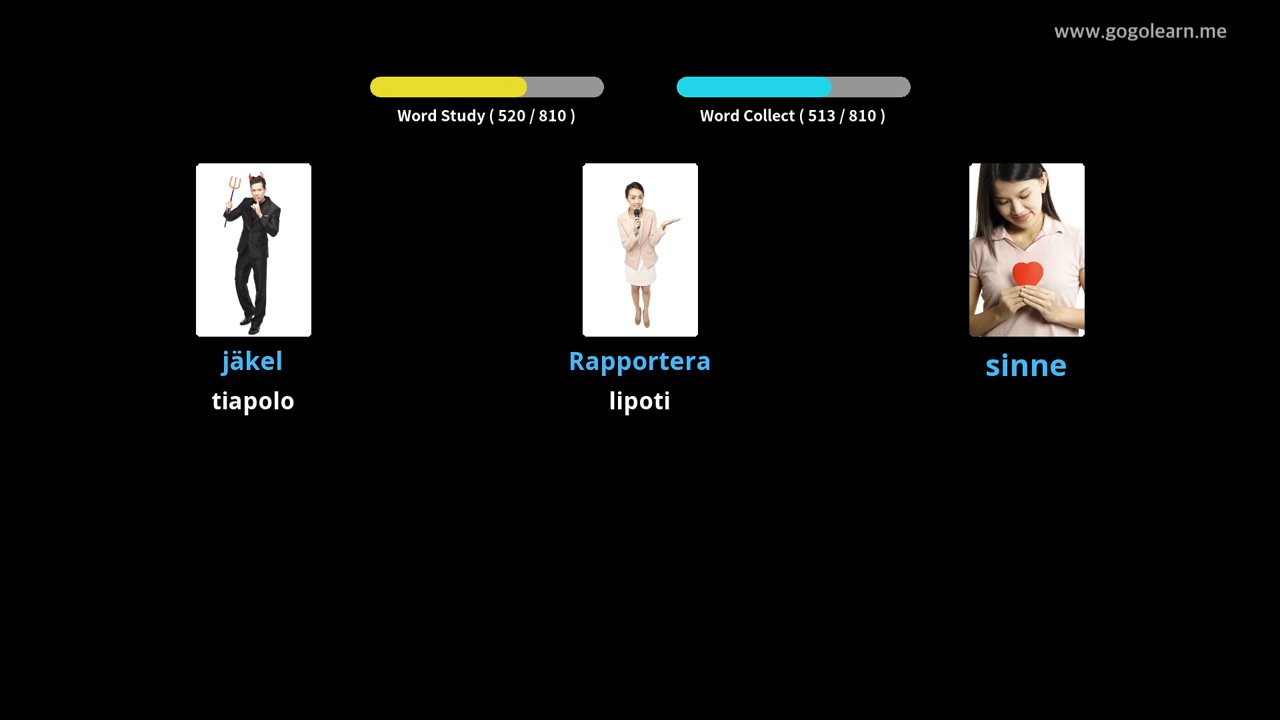 www.gogolearn.me
Word Study ( 520 / 810 )
Word Collect ( 513 / 810 )
jäkel
tiapolo
Rapportera
lipoti
sinne